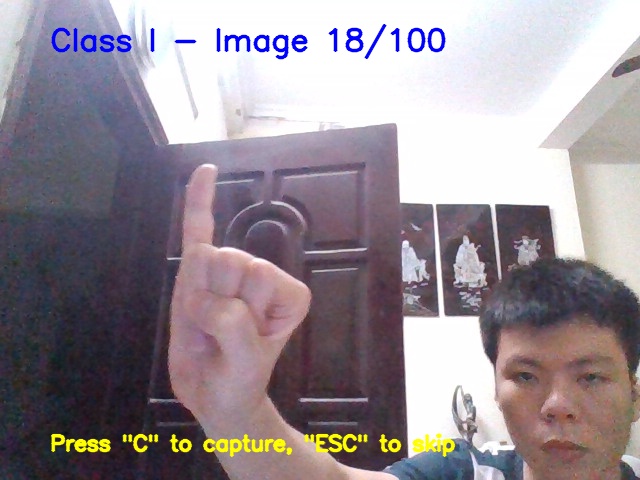 Class I - Image 18/100
Press "C" to capture, "ESC" to skip